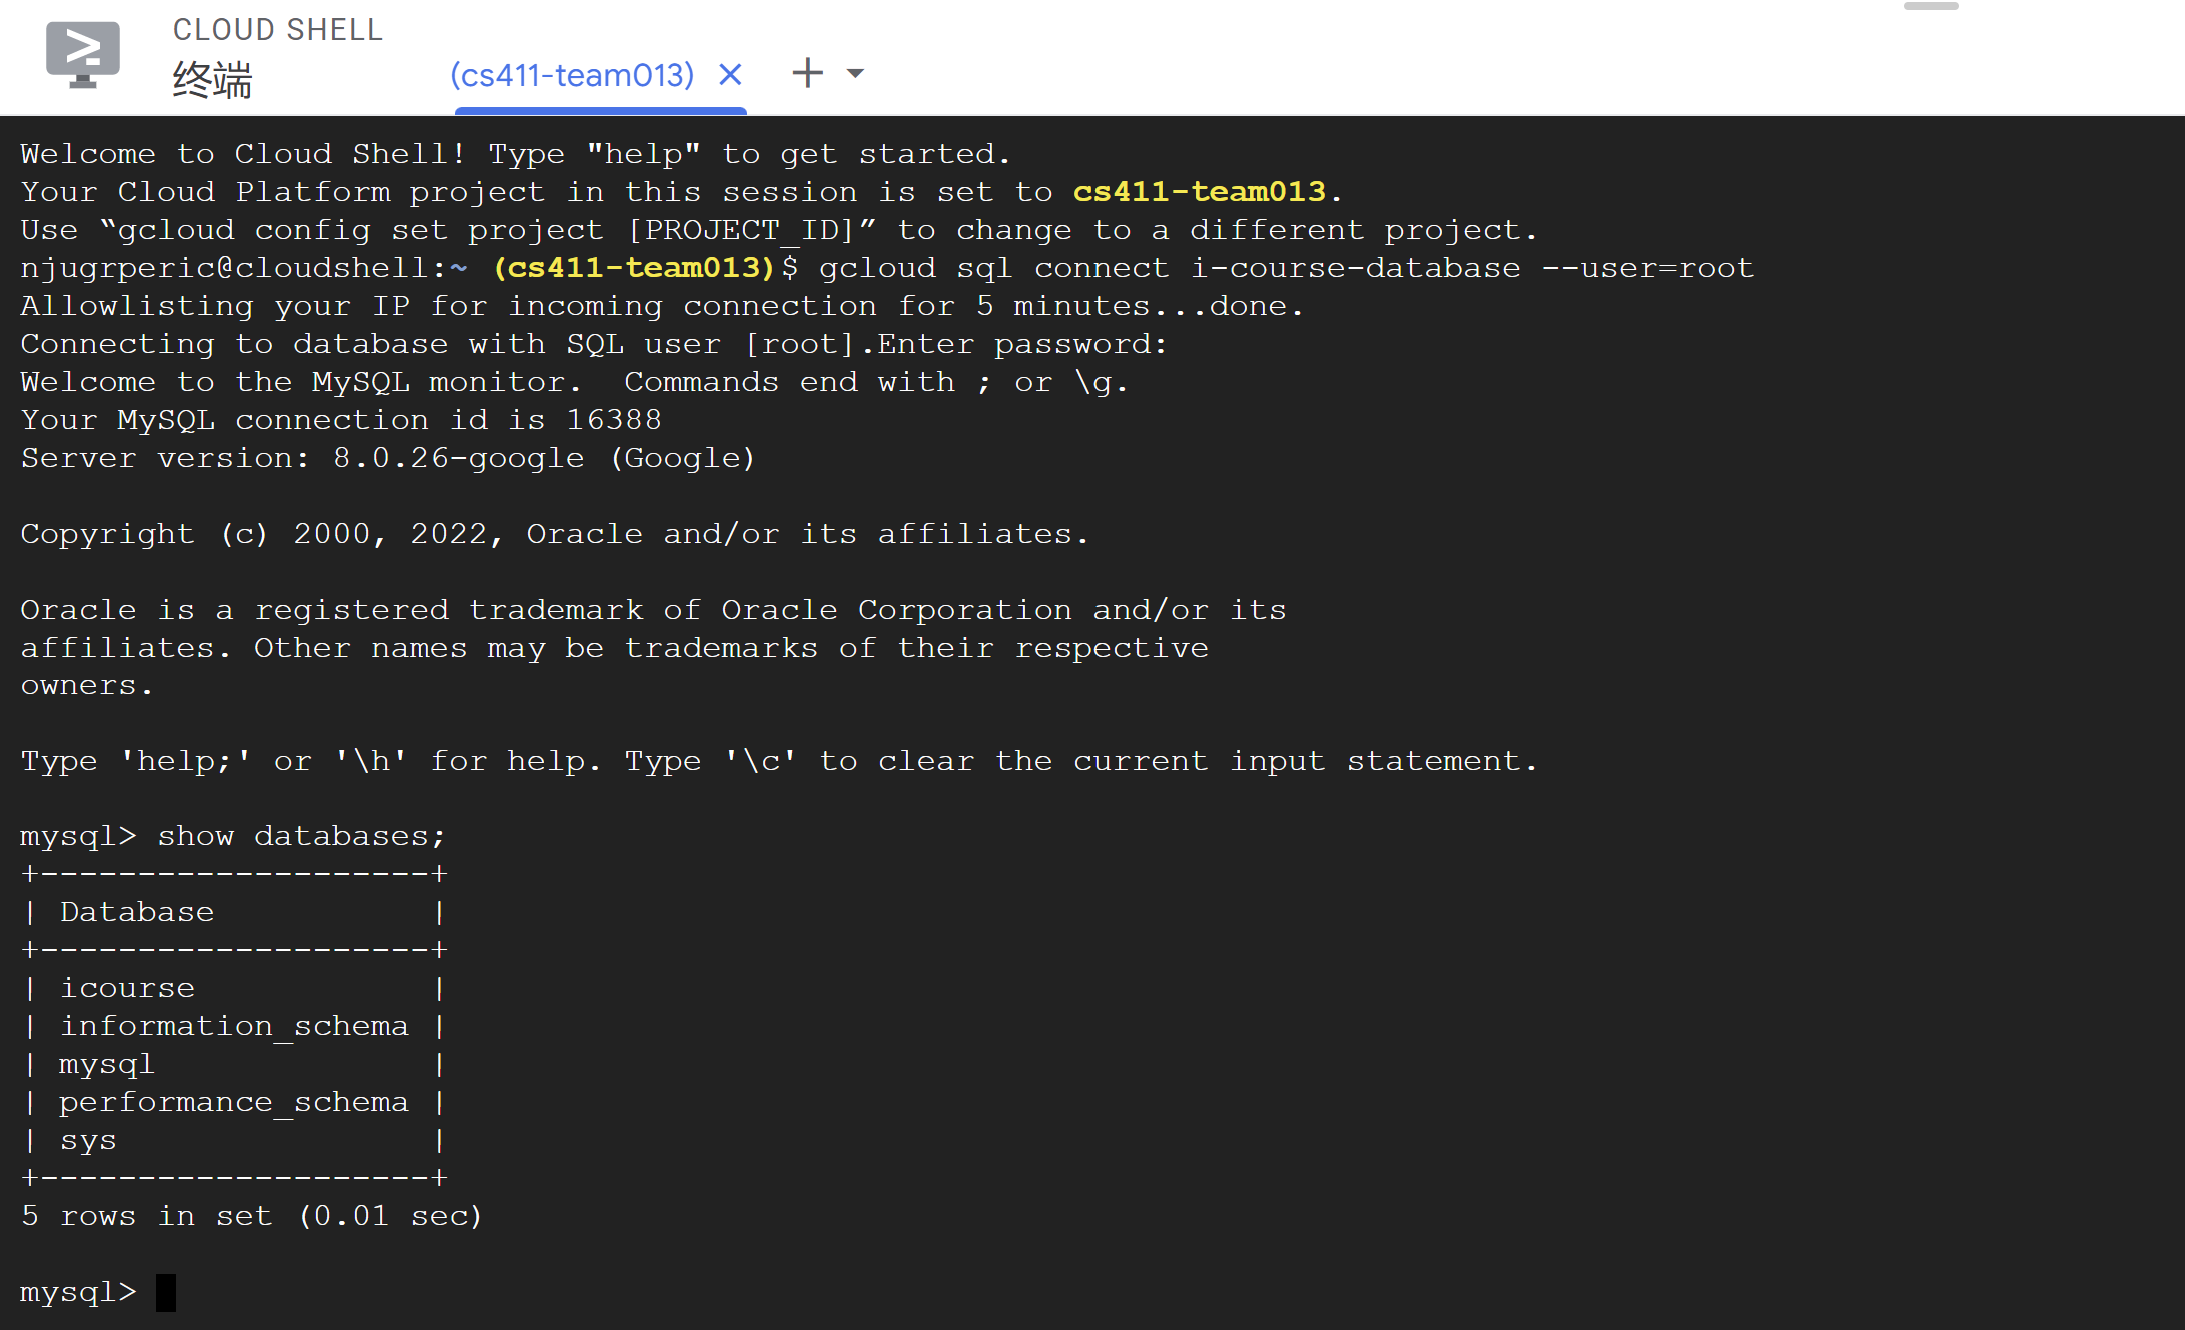 CLOUD SHELL
终端
(cs411-team013)
Welcome to Cloud Shell! Type "help" to get started.
Your Cloud Platform project in this session is set to cs411-team013.
Use “gcloud config set project [PROJECT_ID]” to change to a different project.
njugrperic@cloudshell:~ (cs411-team013)$ gcloud sql connect i-course-database --user=root
Allowlisting your IP for incoming connection for 5 minutes...done.
Connecting to database with SQL user [root].Enter password:
Welcome to the MySQL monitor.  Commands end with ; or \g.
Your MySQL connection id is 16388
Server version: 8.0.26-google (Google)
Copyright (c) 2000, 2022, Oracle and/or its affiliates.
Oracle is a registered trademark of Oracle Corporation and/or its
affiliates. Other names may be trademarks of their respective
owners.
Type 'help;' or '\h' for help. Type '\c' to clear the current input statement.
mysql> show databases;
+--------------------+
| Database           |
+--------------------+
| icourse            |
| information_schema |
| mysql              |
| performance_schema |
| sys                |
+--------------------+
5 rows in set (0.01 sec)
mysql>